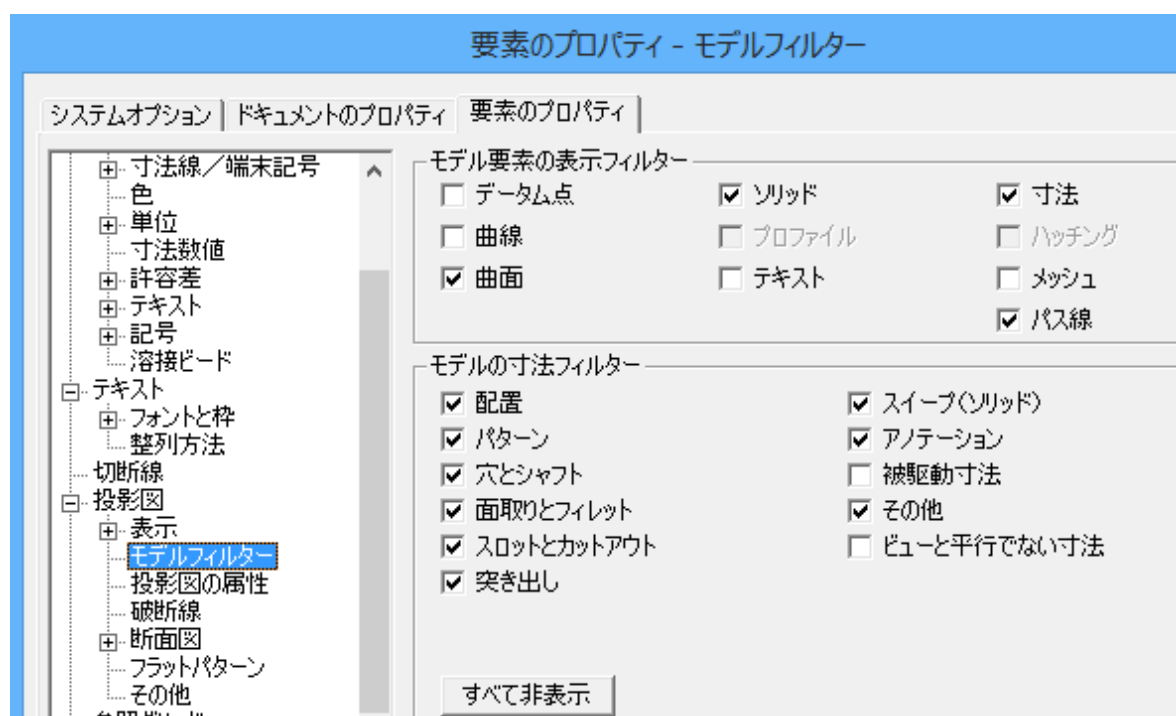 要素のプロパティ - モデルフィルター
システムオプション ドキュメントのプロパティ 要素のプロパティ
寸法線／端末記号
色
単位
寸法数値
許容差
テキスト
記号
溶接ビード
テキスト
フォントと枠
整列方法
切断線
投影図
表示
モデルフィルター
投影図の属性
破断線
断面図
フラットパターン
その他
モデル要素の表示フィルター
データム点 ソリッド 寸法
曲線 プロファイル ハッチング
曲面 テキスト メッシュ
パス線
モデルの寸法フィルター
配置 スイープ(ソリッド)
パターン アノテーション
穴とシャフト 被駆動寸法
面取りとフィレット その他
スロットとカットアウト ビューと平行でない寸法
突き出し
すべて非表示